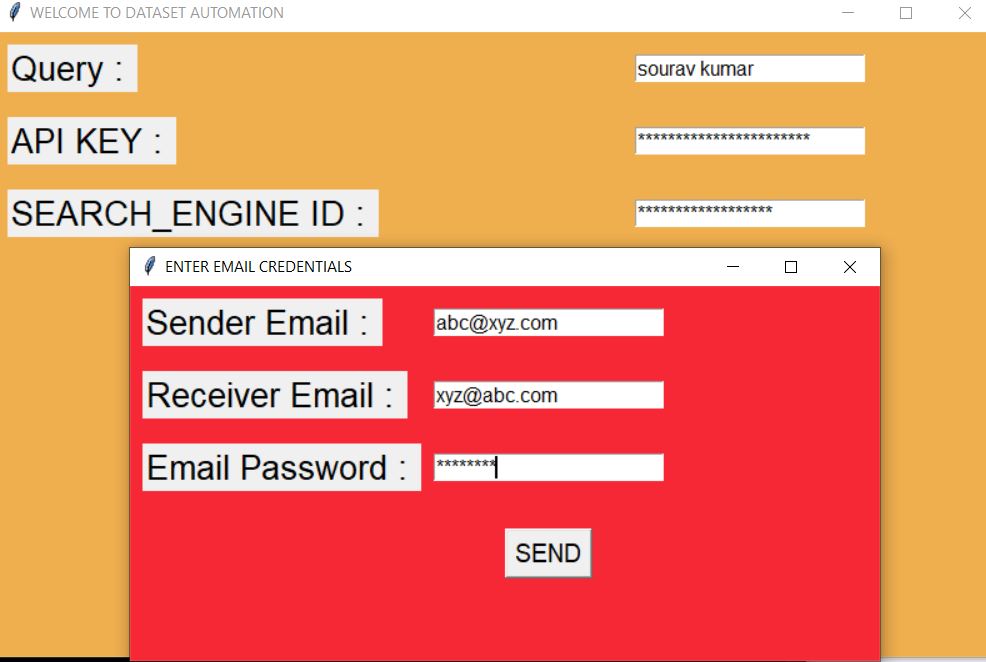 WELCOME TO DATASET AUTOMATION
Query : sourav kumar
API KEY : ***********************
SEARCH_ENGINE ID : ******************
ENTER EMAIL CREDENTIALS
Sender Email : abc@xyz.com
Receiver Email : xyz@abc.com
Email Password : ********
SEND